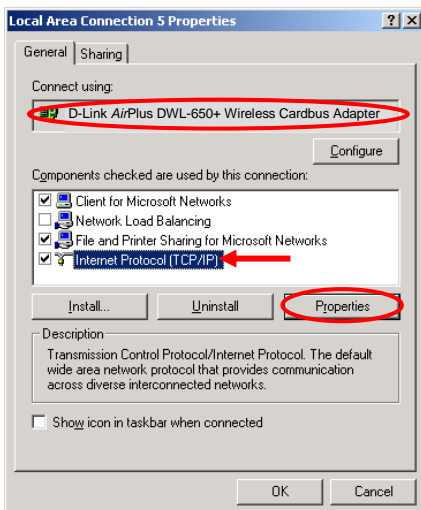 Local Area Connection 5 Properties
General
Sharing
Connect using:
D-Link AirPlus DWL-650+ Wireless Cardbus Adapter
Configure
Components checked are used by this connection:
Client for Microsoft Networks
Network Load Balancing
File and Printer Sharing for Microsoft Networks
Internet Protocol (TCP/IP)
Install...
Uninstall
Properties
Description
Transmission Control Protocol/Internet Protocol. The default
wide area network protocol that provides communication
across diverse interconnected networks.
Show icon in taskbar when connected
OK
Cancel